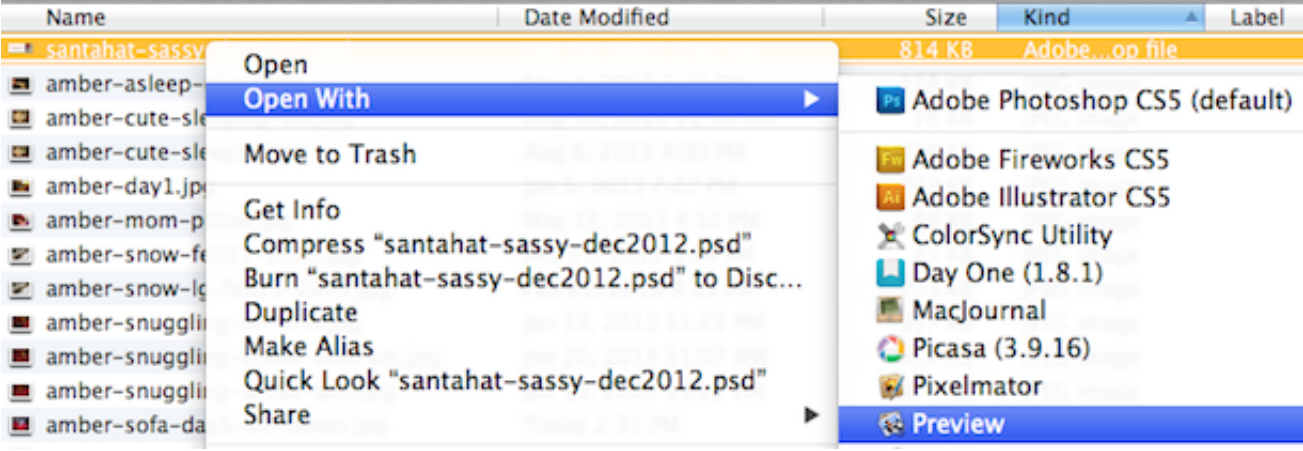 Name Date Modified Size Kind Label
santahat-sassy 814 KB Adobe...op file
Open
amber-asleep-
Open With Adobe Photoshop CS5 (default)
amber-cute-sle
amber-cute-sle Move to Trash Adobe Fireworks CS5
amber-day1.jp Adobe Illustrator CS5
amber-mom-p Get Info ColorSync Utility
amber-snow-fe Compress “santahat-sassy-dec2012.psd” Day One (1.8.1)
amber-snow-lg Burn “santahat-sassy-dec2012.psd” to Disc...
amber-snuggli Duplicate MacJournal
amber-snuggli Make Alias Picasa (3.9.16)
amber-snuggli Quick Look “santahat-sassy-dec2012.psd” Pixelmator
amber-sofa-da Share Preview